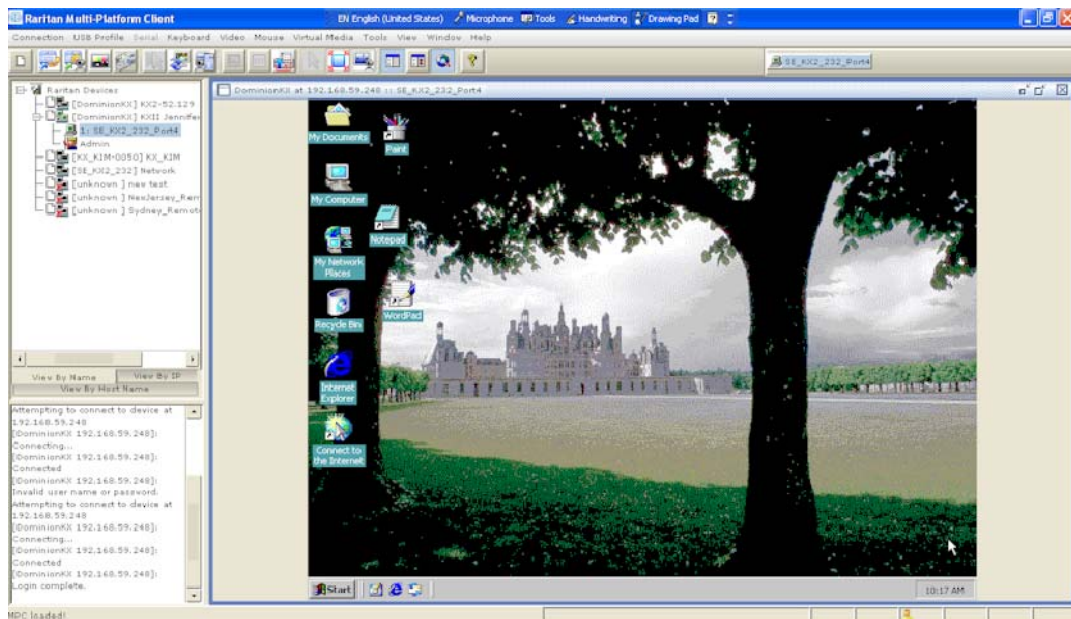 Raritan Multi-Platform Client
EN English (United States) Microphone Tools Handwriting Drawing Pad
Connection USB Profile Serial Keyboard Video Mouse Virtual Media Tools View Window Help
SE_KX2_232_Port4
Raritan Devices
[DominionKX] KX2-52.129
[DominionKX] KXII Jennifer
1: SE_KX2_232_Port4
Admin
[KX_KIM-0050] KX_KIM
[SE_KX2_232] Network
[unknown ] new test
[unknown ] NewJersey_Rem
[unknown ] Sydney_Remote
View By Name
View By IP
View By Host Name
Attempting to connect to device at
192.168.59.248
[DominionKX 192.168.59.248]:
Connecting...
[DominionKX 192.168.59.248]:
Connected
[DominionKX 192.168.59.248]:
Invalid user name or password.
Attempting to connect to device at
192.168.59.248
[DominionKX 192.168.59.248]:
Connecting...
[DominionKX 192.168.59.248]:
Connected
[DominionKX 192.168.59.248]:
Login complete.
DominionKX at 192.168.59.248 :: SE_KX2_232_Port4
My Documents
Paint
My Computer
Notepad
My Network
Places
WordPad
Recycle Bin
Internet
Explorer
Connect to
the Internet
Start
10:17 AM
MPC loaded!